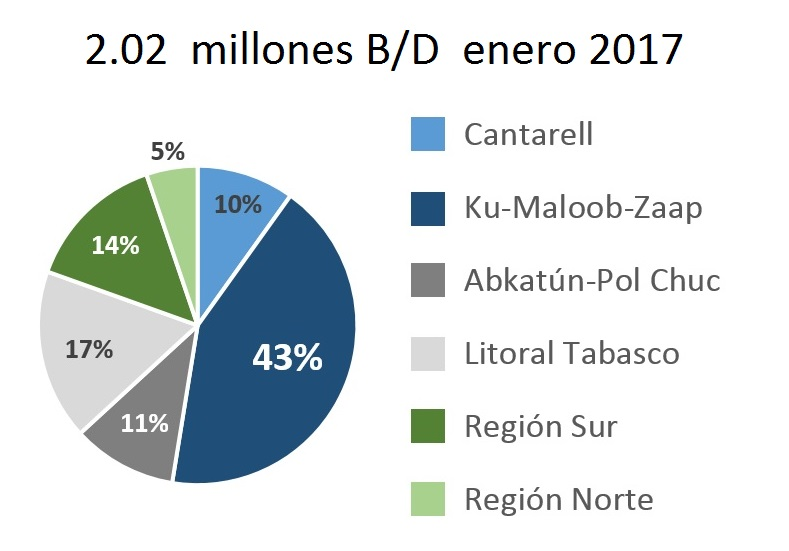 2.02 millones B/D enero 2017
5%
10%
14%
43%
17%
11%
Cantarell
Ku-Maloob-Zaap
Abkatún-Pol Chuc
Litoral Tabasco
Región Sur
Región Norte